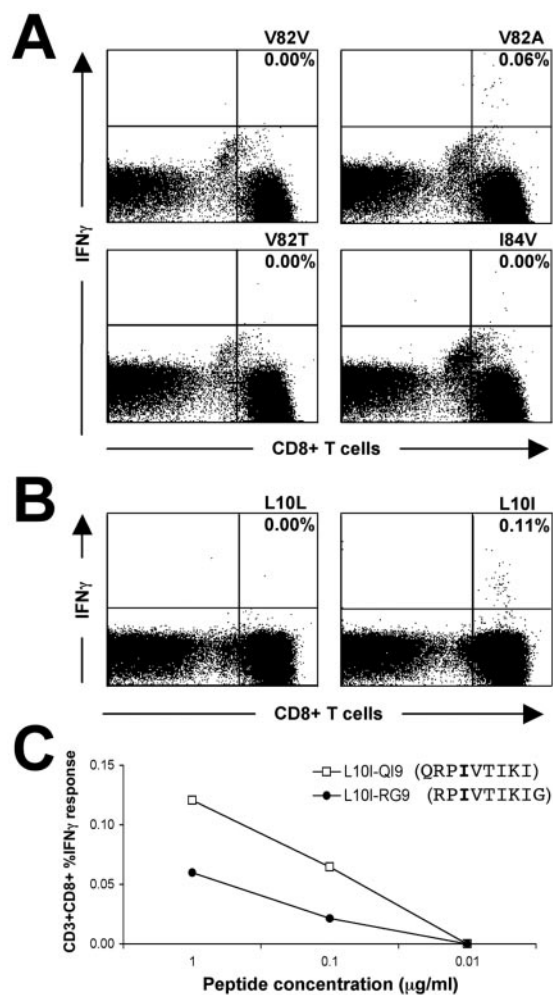 A
V82V
0.00%
V82A
0.06%
V82T
0.00%
I84V
0.00%
IFNγ
CD8+ T cells
B
L10L
0.00%
L10I
0.11%
IFNγ
CD8+ T cells
C
CD3+CD8+ %IFNγ response
0.15
0.10
0.05
0.00
L10I-QI9 (QRPIVTIKI)
L10I-RG9 (RPIVTIKIG)
1
0.1
0.01
Peptide concentration (μg/ml)